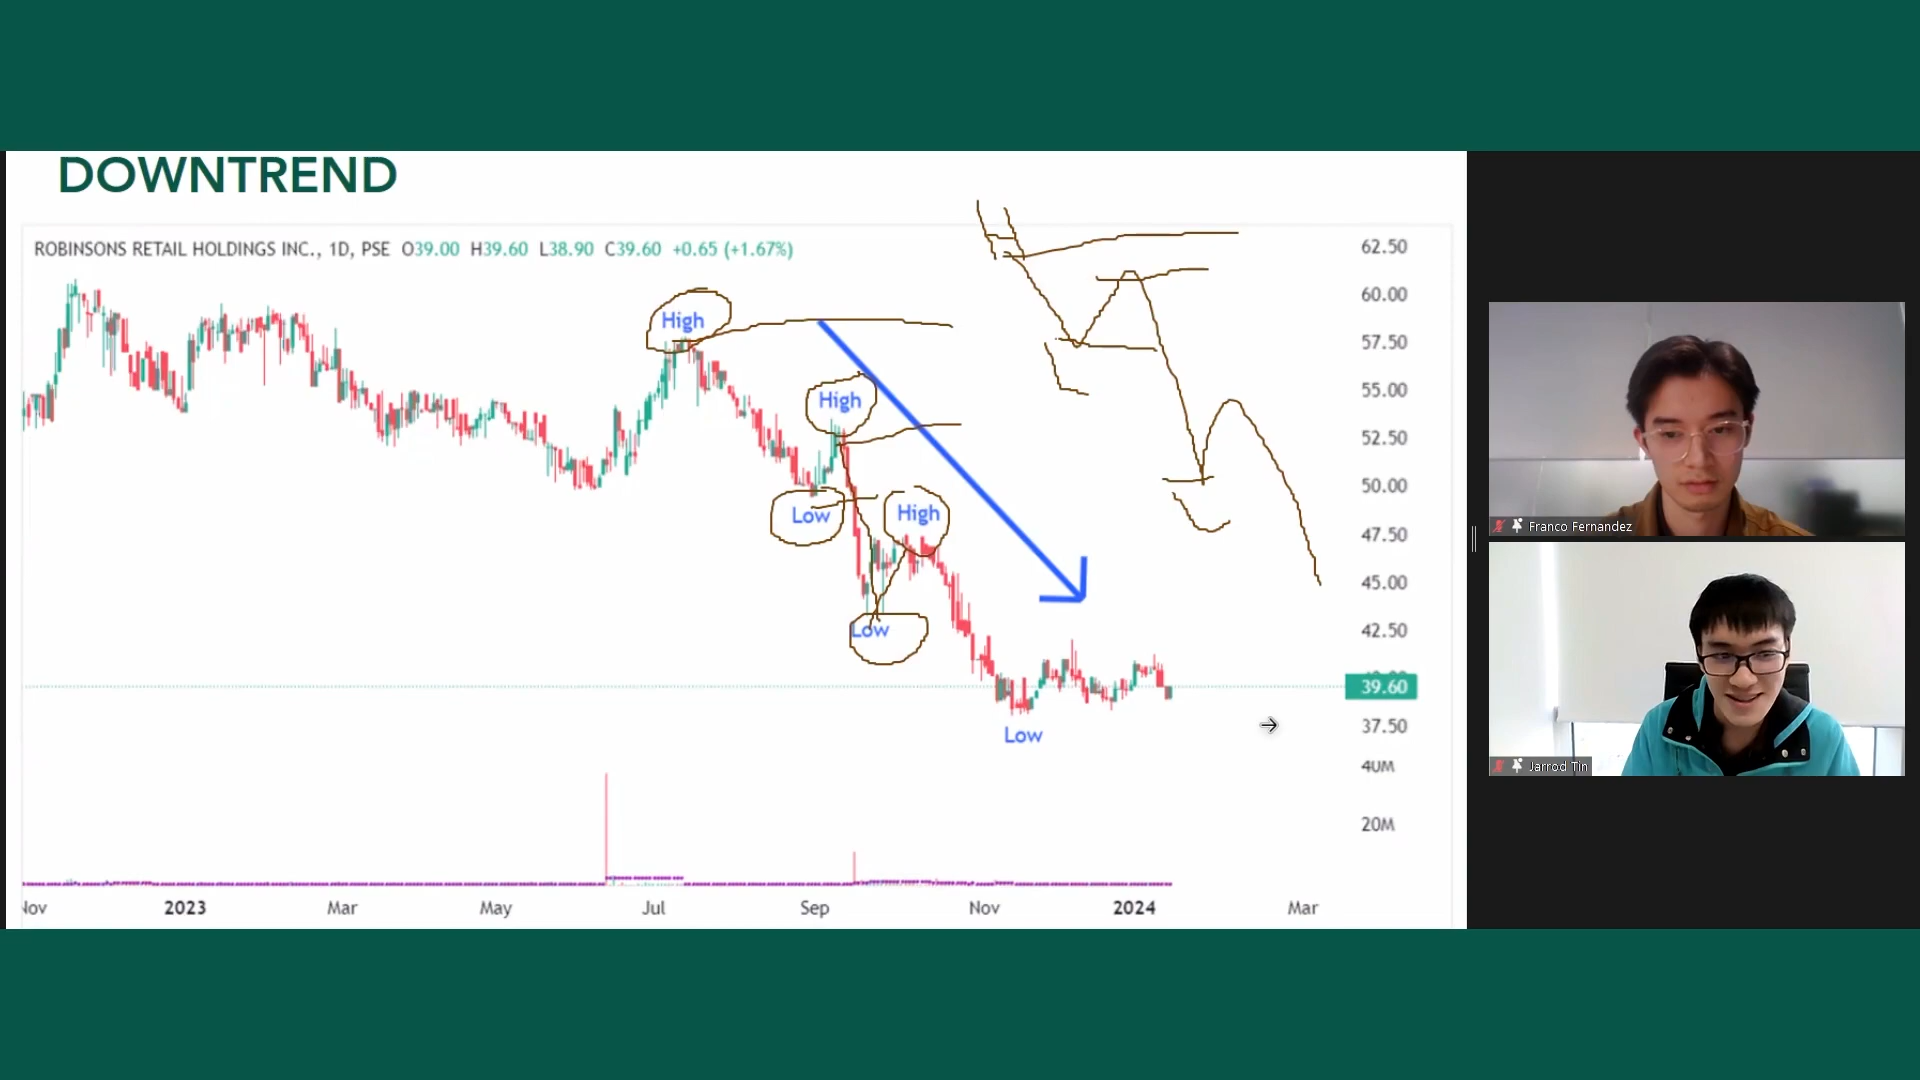 DOWNTREND
ROBINSONS RETAIL HOLDINGS INC., 1D, PSE O39.00 H39.60 L38.90 C39.60 +0.65 (+1.67%)
62.50
60.00
57.50
55.00
52.50
50.00
47.50
45.00
42.50
39.60
37.50
40M
20M
High
High
Low
High
Low
Low
2023
Mar
May
Jul
Sep
Nov
2024
Mar
Franco Fernandez
Jarrod Tin